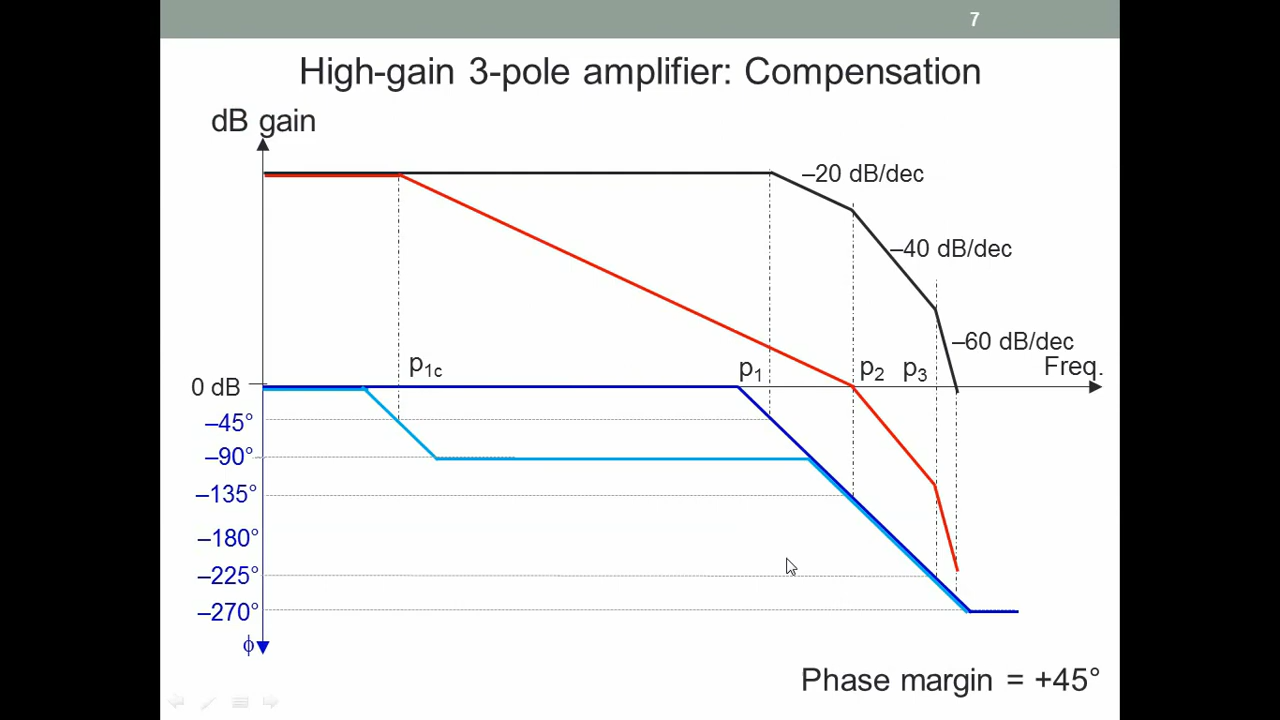 7
High-gain 3-pole amplifier: Compensation
dB gain
–20 dB/dec
–40 dB/dec
–60 dB/dec
p1c
p1
p2
p3
Freq.
0 dB
–45°
–90°
–135°
–180°
–225°
–270°
ϕ
Phase margin = +45°